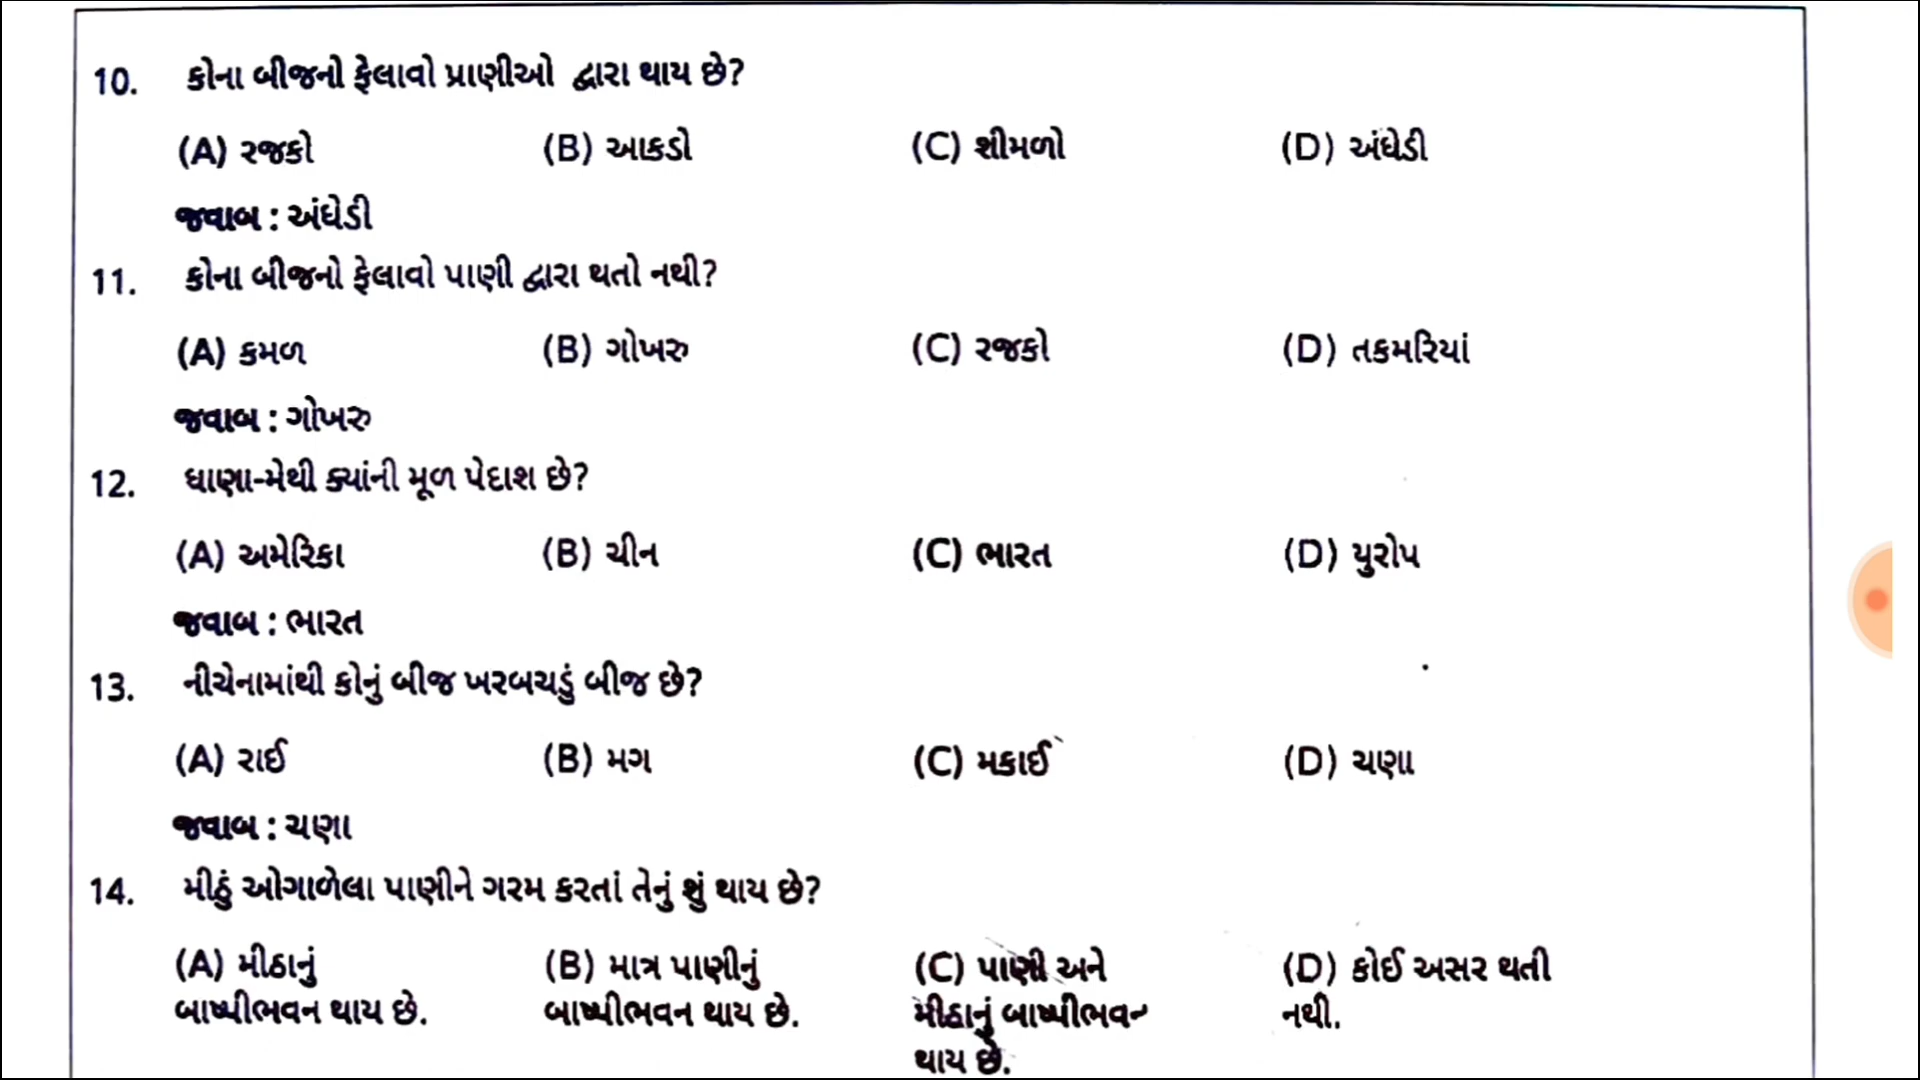 10. કોના બીજનો ફેલાવો પ્રાણીઓ દ્વારા થાય છે?
(A) રજકો (B) આકડો (C) શીમળો (D) અંઘેડી
જવાબ : અંઘેડી
11. કોના બીજનો ફેલાવો પાણી દ્વારા થતો નથી?
(A) કમળ (B) ગોખરુ (C) રજકો (D) તકમરિયાં
જવાબ : ગોખરુ
12. ધાણા-મેથી ક્યાંની મૂળ પેદાશ છે?
(A) અમેરિકા (B) ચીન (C) ભારત (D) યુરોપ
જવાબ : ભારત
13. નીચેનામાંથી કોનું બીજ ખરબચડું બીજ છે?
(A) રાઈ (B) મગ (C) મકાઈ (D) ચણા
જવાબ : ચણા
14. મીઠું ઓગાળેલા પાણીને ગરમ કરતાં તેનું શું થાય છે?
(A) મીઠાનું (B) માત્ર પાણીનું (C) પાણી અને (D) કોઈ અસર થતી
બાષ્પીભવન થાય છે. બાષ્પીભવન થાય છે. મીઠાનું બાષ્પીભવન નથી.
થાય છે.